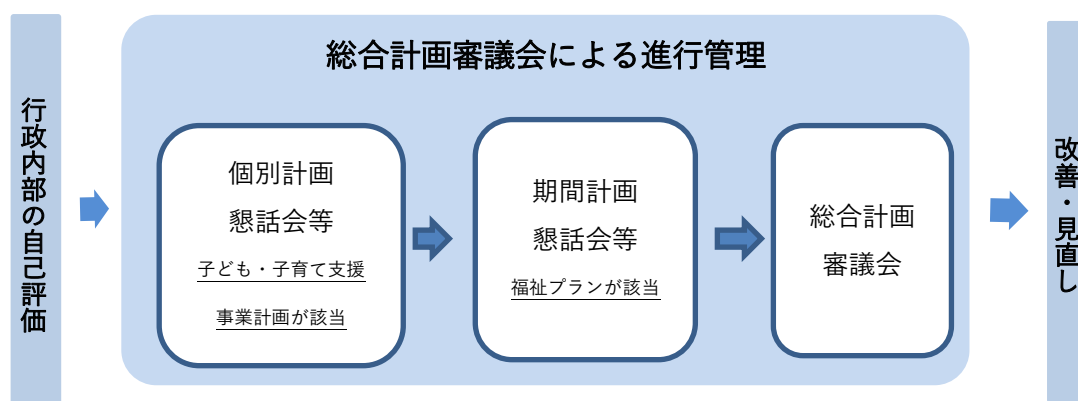 行政内部の自己評価
総合計画審議会による進行管理
個別計画
懇話会等
子ども・子育て支援
事業計画が該当
期間計画
懇話会等
福祉プランが該当
総合計画
審議会
改善・見直し